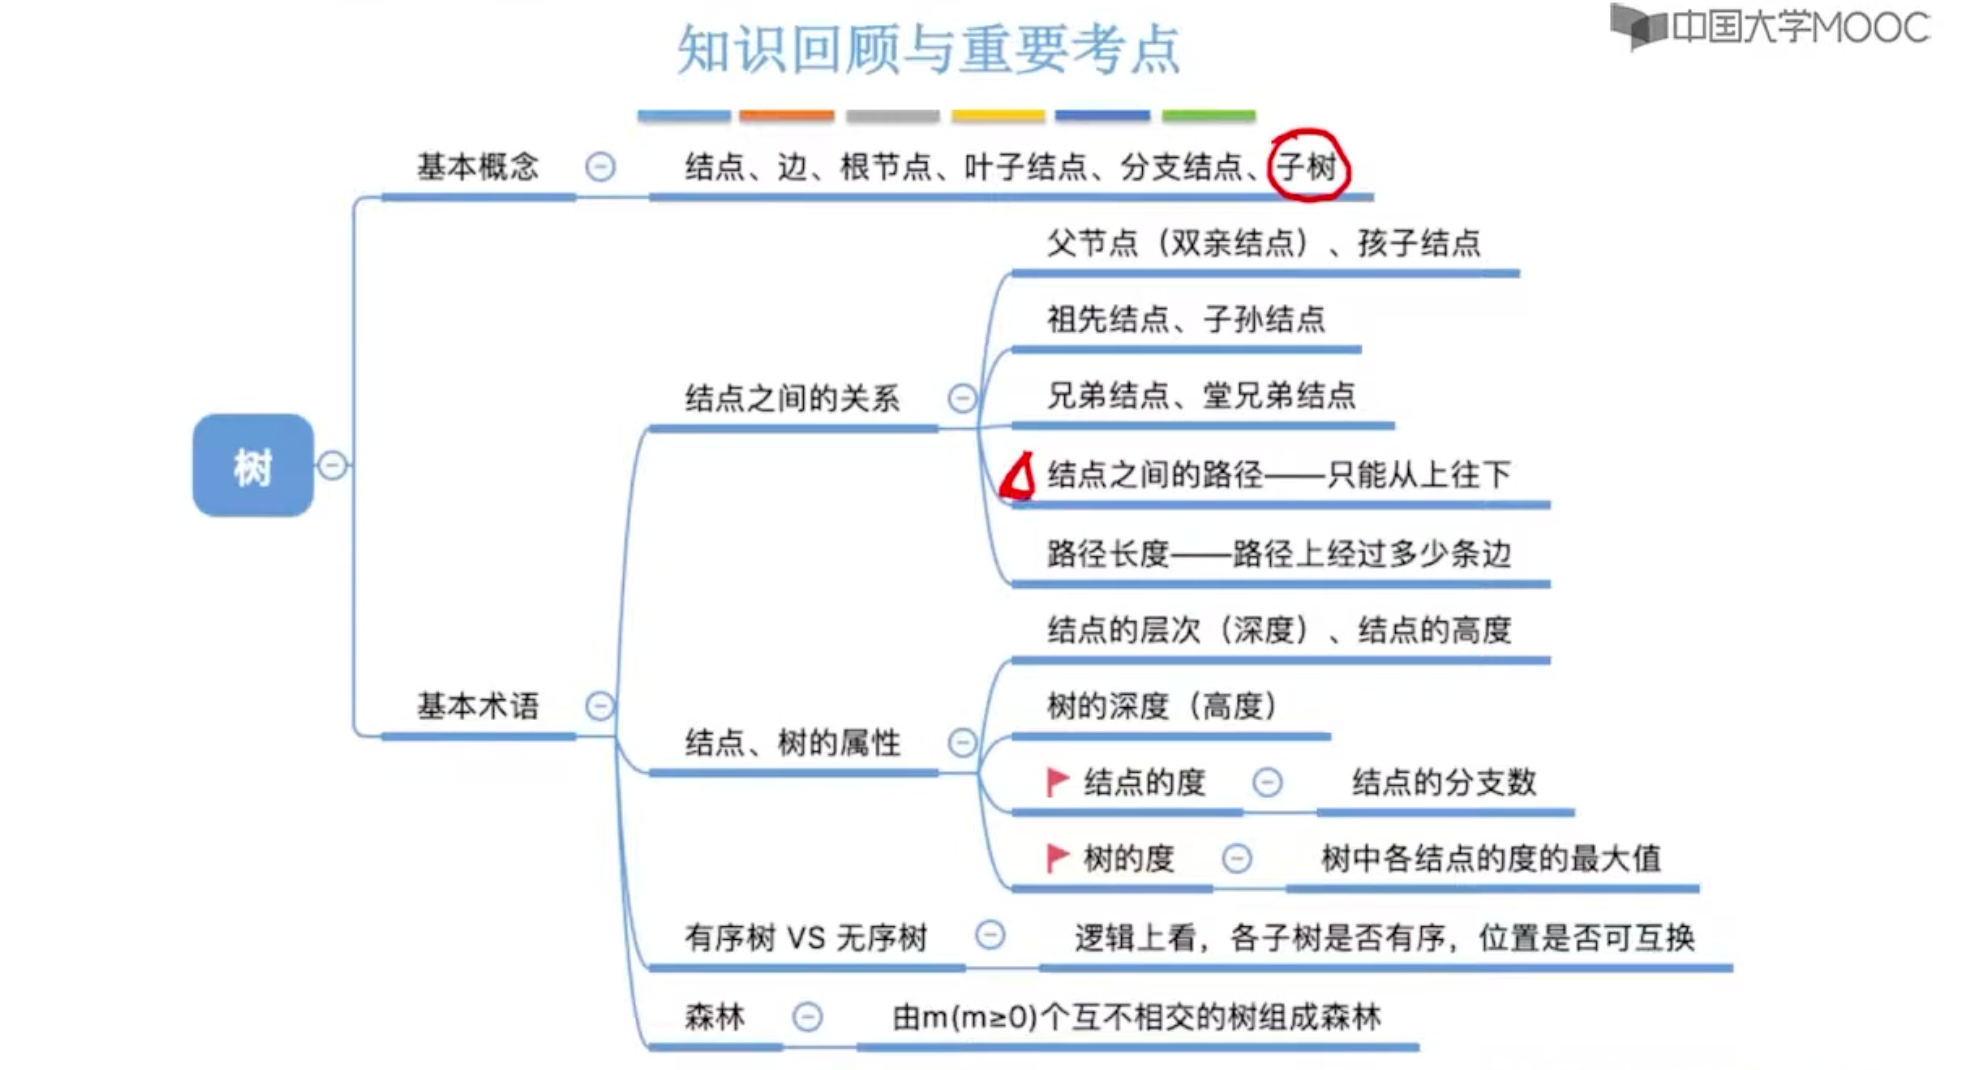 中国大学MOOC
知识回顾与重要考点
基本概念
结点、边、根节点、叶子结点、分支结点、子树
父节点（双亲结点）、孩子结点
祖先结点、子孙结点
结点之间的关系
兄弟结点、堂兄弟结点
结点之间的路径——只能从上往下
路径长度——路径上经过多少条边
树
基本术语
结点的层次（深度）、结点的高度
树的深度（高度）
结点、树的属性
结点的度
结点的分支数
树的度
树中各结点的度的最大值
有序树 VS 无序树
逻辑上看，各子树是否有序，位置是否可互换
森林
由m(m≥0)个互不相交的树组成森林